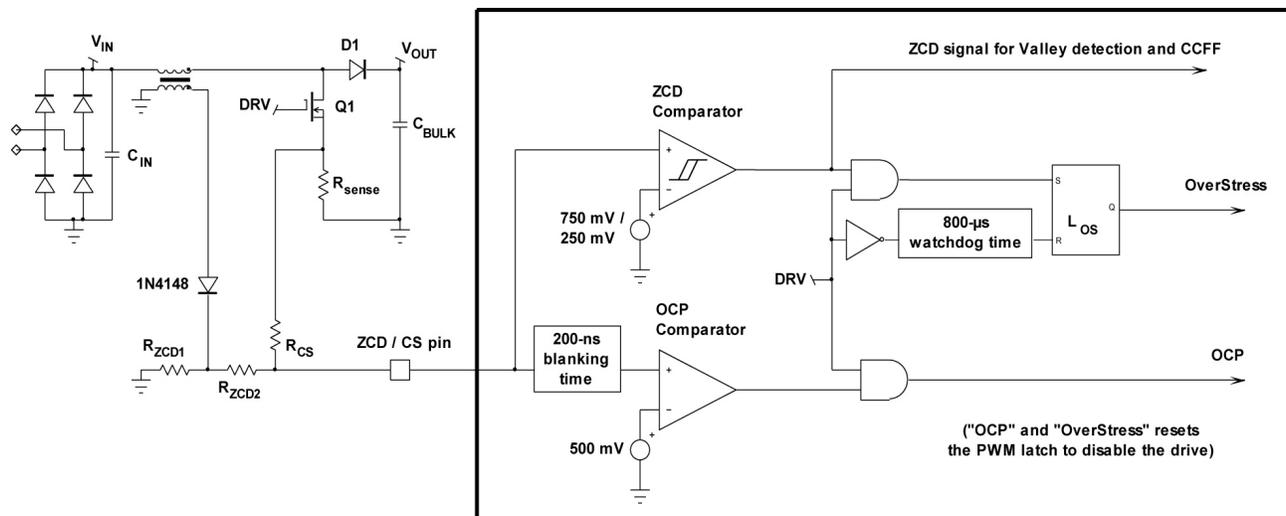 ZCD signal for Valley detection and CCFF
V_IN
D1
V_OUT
DRV
Q1
C_BULK
C_IN
R_sense
ZCD
Comparator
+
−
+
750 mV /
250 mV
S
OverStress
Q
L_OS
800-µs
watchdog time
R
DRV
1N4148
OCP
Comparator
R_ZCD1
R_CS
ZCD / CS pin
R_ZCD2
200-ns
blanking
time
+
−
+
500 mV
OCP
("OCP" and "OverStress" resets
the PWM latch to disable the drive)